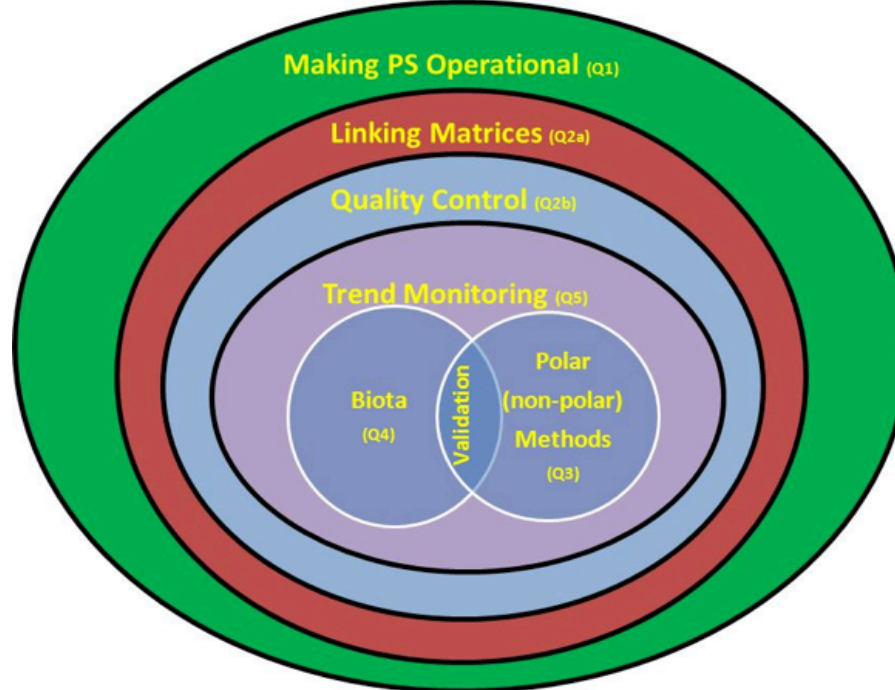 Making PS Operational (Q1)
Linking Matrices (Q2a)
Quality Control (Q2b)
Trend Monitoring (Q5)
Biota
(Q4)
Validation
Polar
(non-polar)
Methods
(Q3)